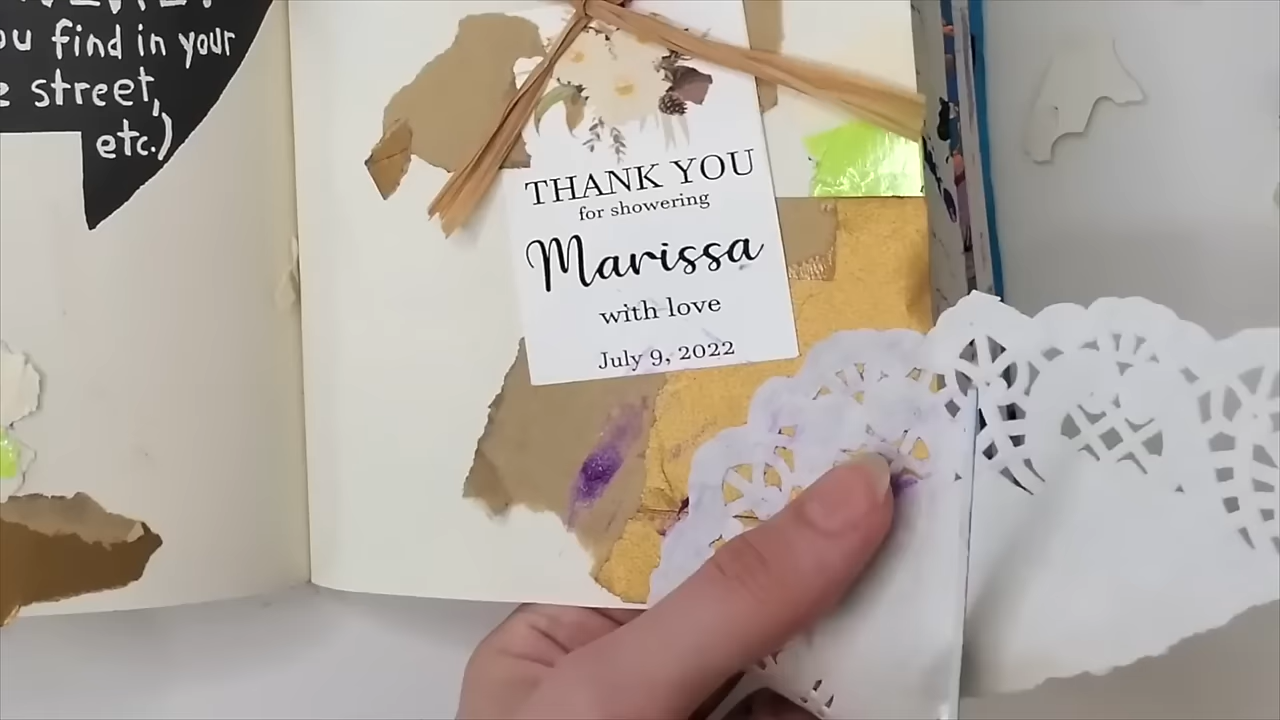 find in your
street,
etc.)
THANK YOU
for showering
Marissa
with love
July 9, 2022